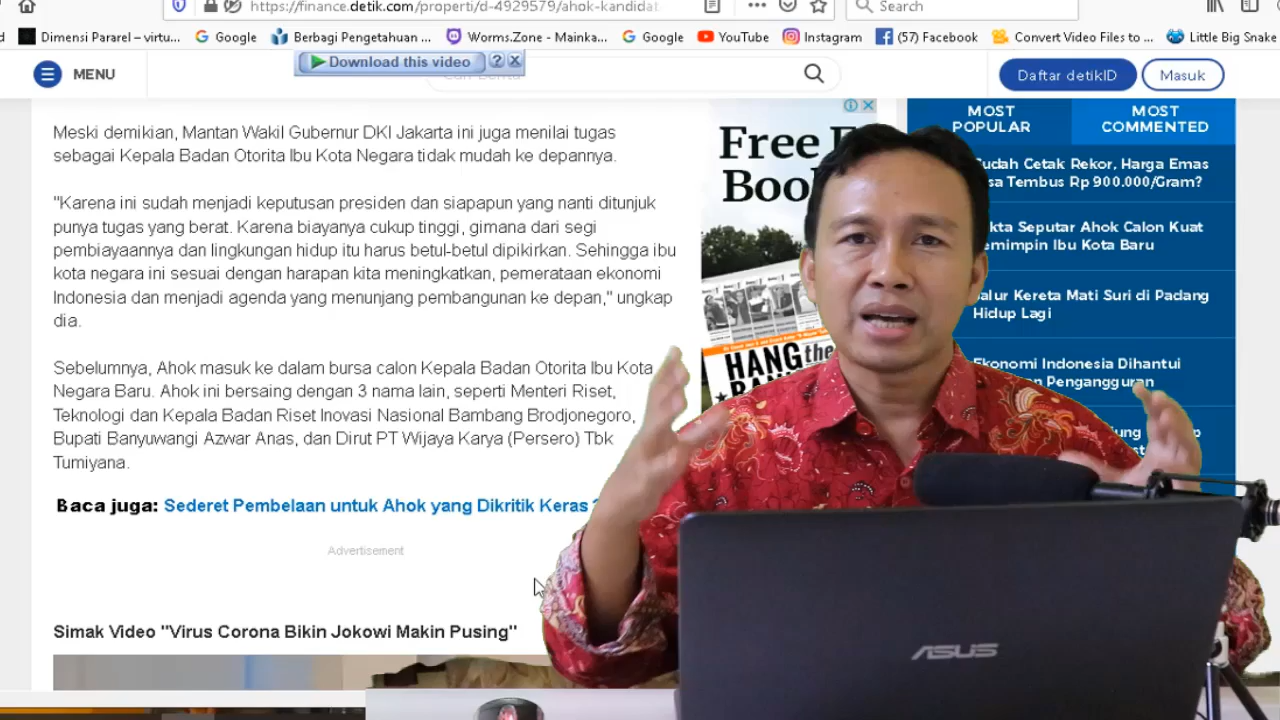 https://finance.detik.com/properti/d-4929579/ahok-kandidat
Search
Dimensi Pararel – virtu...
Google
Berbagi Pengetahuan ...
Worms.Zone - Mainka...
Google
YouTube
Instagram
(57) Facebook
Convert Video Files to ...
Little Big Snake
Download this video
?
MENU
Daftar detikID
Masuk
Meski demikian, Mantan Wakil Gubernur DKI Jakarta ini juga menilai tugas
sebagai Kepala Badan Otorita Ibu Kota Negara tidak mudah ke depannya.
"Karena ini sudah menjadi keputusan presiden dan siapapun yang nanti ditunjuk
punya tugas yang berat. Karena biayanya cukup tinggi, gimana dari segi
pembiayaannya dan lingkungan hidup itu harus betul-betul dipikirkan. Sehingga ibu
kota negara ini sesuai dengan harapan kita meningkatkan, pemerataan ekonomi
Indonesia dan menjadi agenda yang menunjang pembangunan ke depan," ungkap
dia.
Sebelumnya, Ahok masuk ke dalam bursa calon Kepala Badan Otorita Ibu Kota
Negara Baru. Ahok ini bersaing dengan 3 nama lain, seperti Menteri Riset,
Teknologi dan Kepala Badan Riset Inovasi Nasional Bambang Brodjonegoro,
Bupati Banyuwangi Azwar Anas, dan Dirut PT Wijaya Karya (Persero) Tbk
Tumiyana.
Baca juga: Sederet Pembelaan untuk Ahok yang Dikritik Keras
Advertisement
Simak Video "Virus Corona Bikin Jokowi Makin Pusing"
Free
Boo
HANG the
MOST
POPULAR
MOST
COMMENTED
Sudah Cetak Rekor, Harga Emas
Tembus Rp 900.000/Gram?
Seputar Ahok Calon Kuat
Ibu Kota Baru
Jalur Kereta Mati Suri di Padang
Hidup Lagi
Ekonomi Indonesia Dihantui
Pengangguran
ASUS